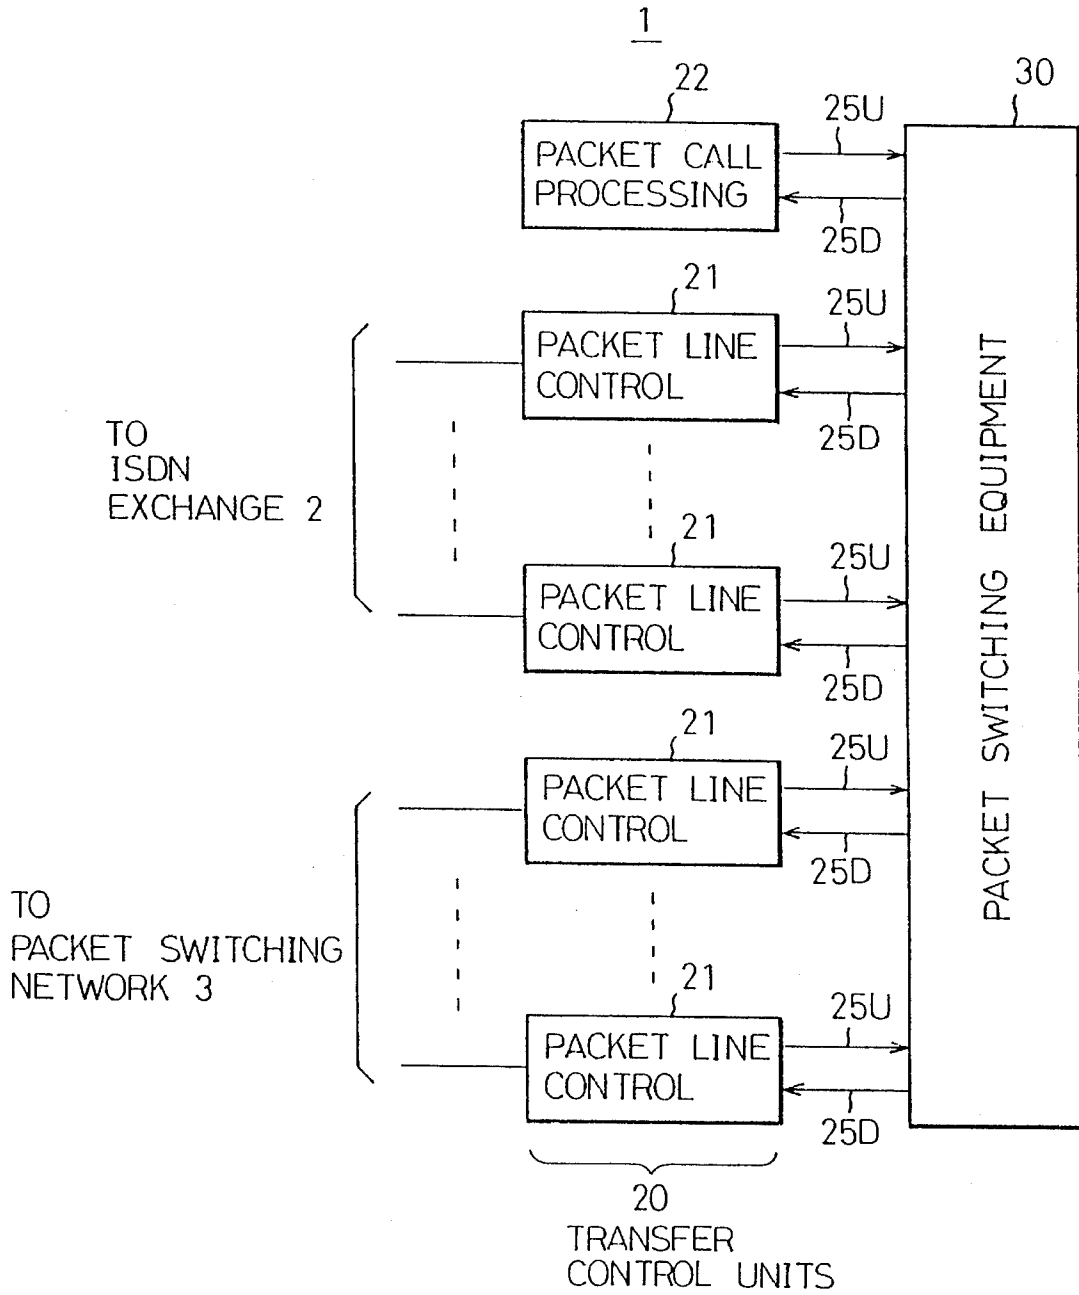 1
22
30
25U
PACKET CALL
PROCESSING
25D
21
25U
PACKET LINE
CONTROL
25D
TO
ISDN
EXCHANGE 2
21
25U
PACKET LINE
CONTROL
25D
21
25U
PACKET LINE
CONTROL
25D
TO
PACKET SWITCHING
NETWORK 3
21
25U
PACKET LINE
CONTROL
25D
PACKET SWITCHING EQUIPMENT
20
TRANSFER
CONTROL UNITS